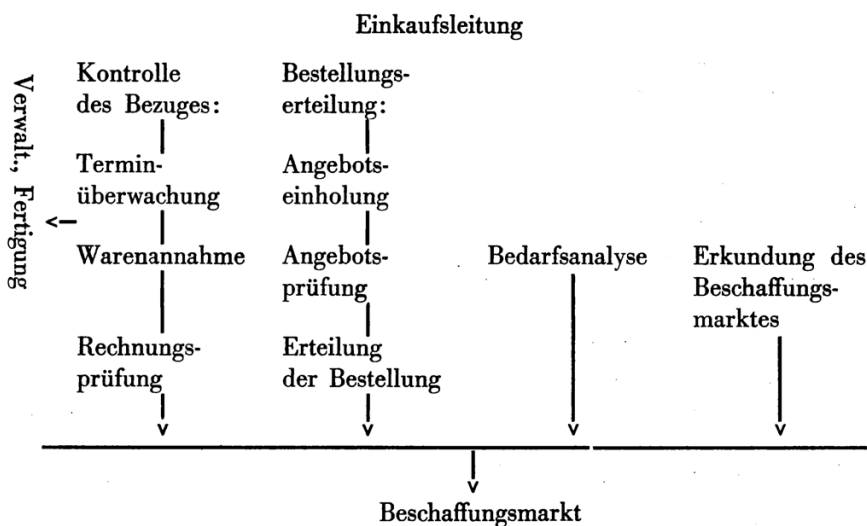 Einkaufsleitung
Verwalt., Fertigung
Kontrolle
des Bezuges:
Termin-
überwachung
Warenannahme
Rechnungs-
prüfung
Bestellungs-
erteilung:
Angebots-
einholung
Angebots-
prüfung
Erteilung
der Bestellung
Bedarfsanalyse
Erkundung des
Beschaffungs-
marktes
Beschaffungsmarkt